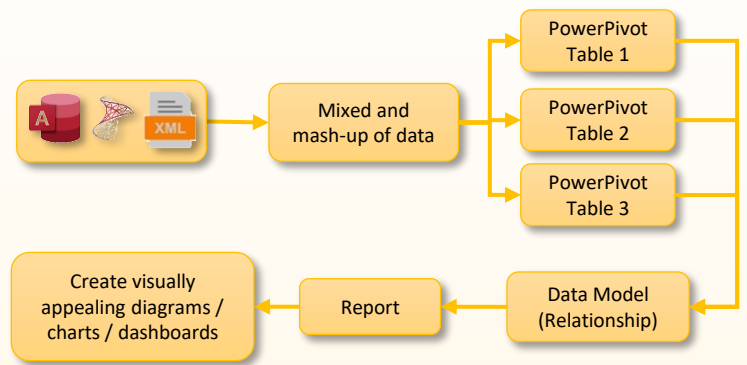 A
XML
Mixed and
mash-up of data
PowerPivot
Table 1
PowerPivot
Table 2
PowerPivot
Table 3
Data Model
(Relationship)
Report
Create visually
appealing diagrams /
charts / dashboards